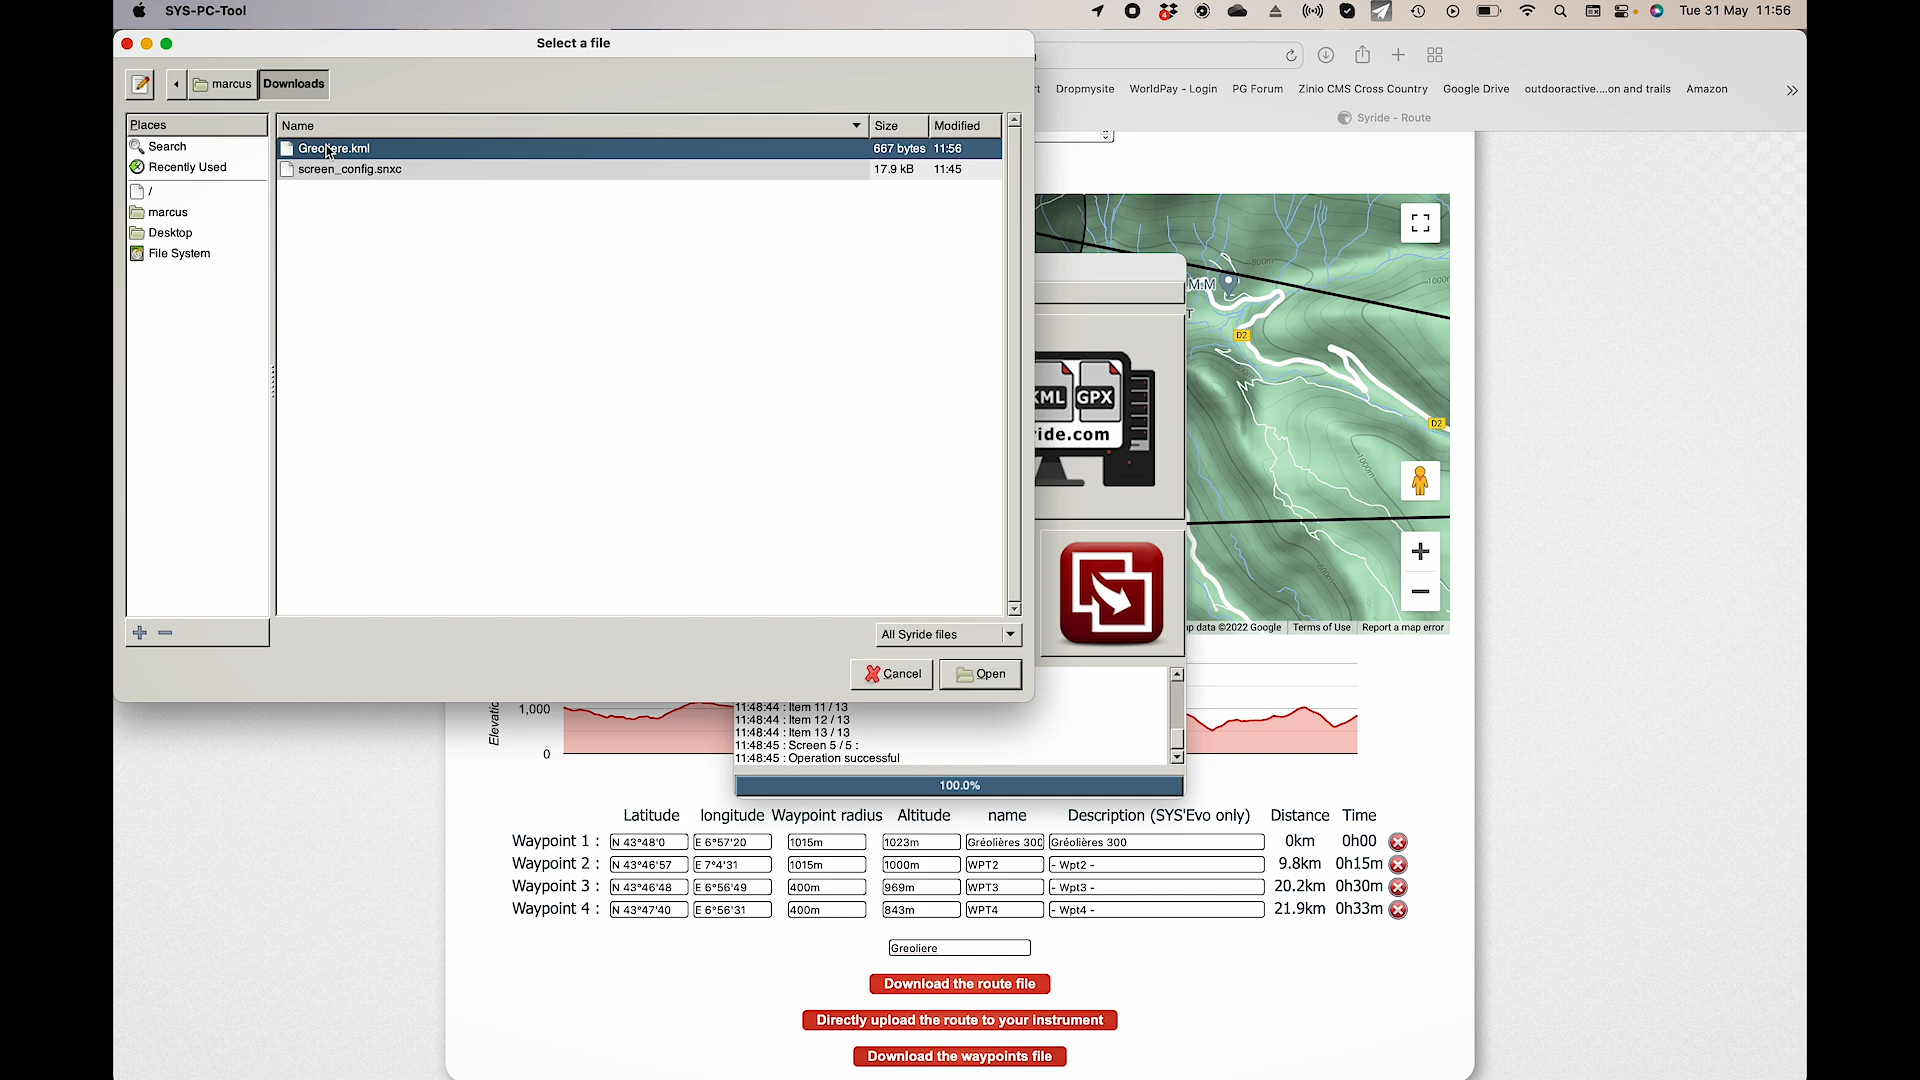 SYS-PC-Tool
Tue 31 May 11:56
Select a file
marcus
Downloads
Dropmysite
WorldPay - Login
PG Forum
Zinio CMS Cross Country
Google Drive
outdooractive....on and trails
Amazon
Syride - Route
Places
Name
Size
Modified
Search
Recently Used
/
marcus
Desktop
File System
Greoliere.kml
667 bytes
11:56
screen_config.snxc
17.9 kB
11:45
800m
1000m
M.M
T
D2
D2
1000m
800m
KML GPX
ride.com
p data ©2022 Google
Terms of Use
Report a map error
All Syride files
Cancel
Open
Elevatio
1,000
0
11:48:44 : Item 11 / 13
11:48:44 : Item 12 / 13
11:48:44 : Item 13 / 13
11:48:45 : Screen 5 / 5 :
11:48:45 : Operation successful
100.0%
Latitude longitude Waypoint radius Altitude name Description (SYS'Evo only) Distance Time
Waypoint 1 : N 43°48'0 E 6°57'20 1015m 1023m Gréolières 300 Gréolières 300 0km 0h00
Waypoint 2 : N 43°46'57 E 7°4'31 1015m 1000m WPT2 - Wpt2 - 9.8km 0h15m
Waypoint 3 : N 43°46'48 E 6°56'49 400m 969m WPT3 - Wpt3 - 20.2km 0h30m
Waypoint 4 : N 43°47'40 E 6°56'31 400m 843m WPT4 - Wpt4 - 21.9km 0h33m
Greoliere
Download the route file
Directly upload the route to your instrument
Download the waypoints file